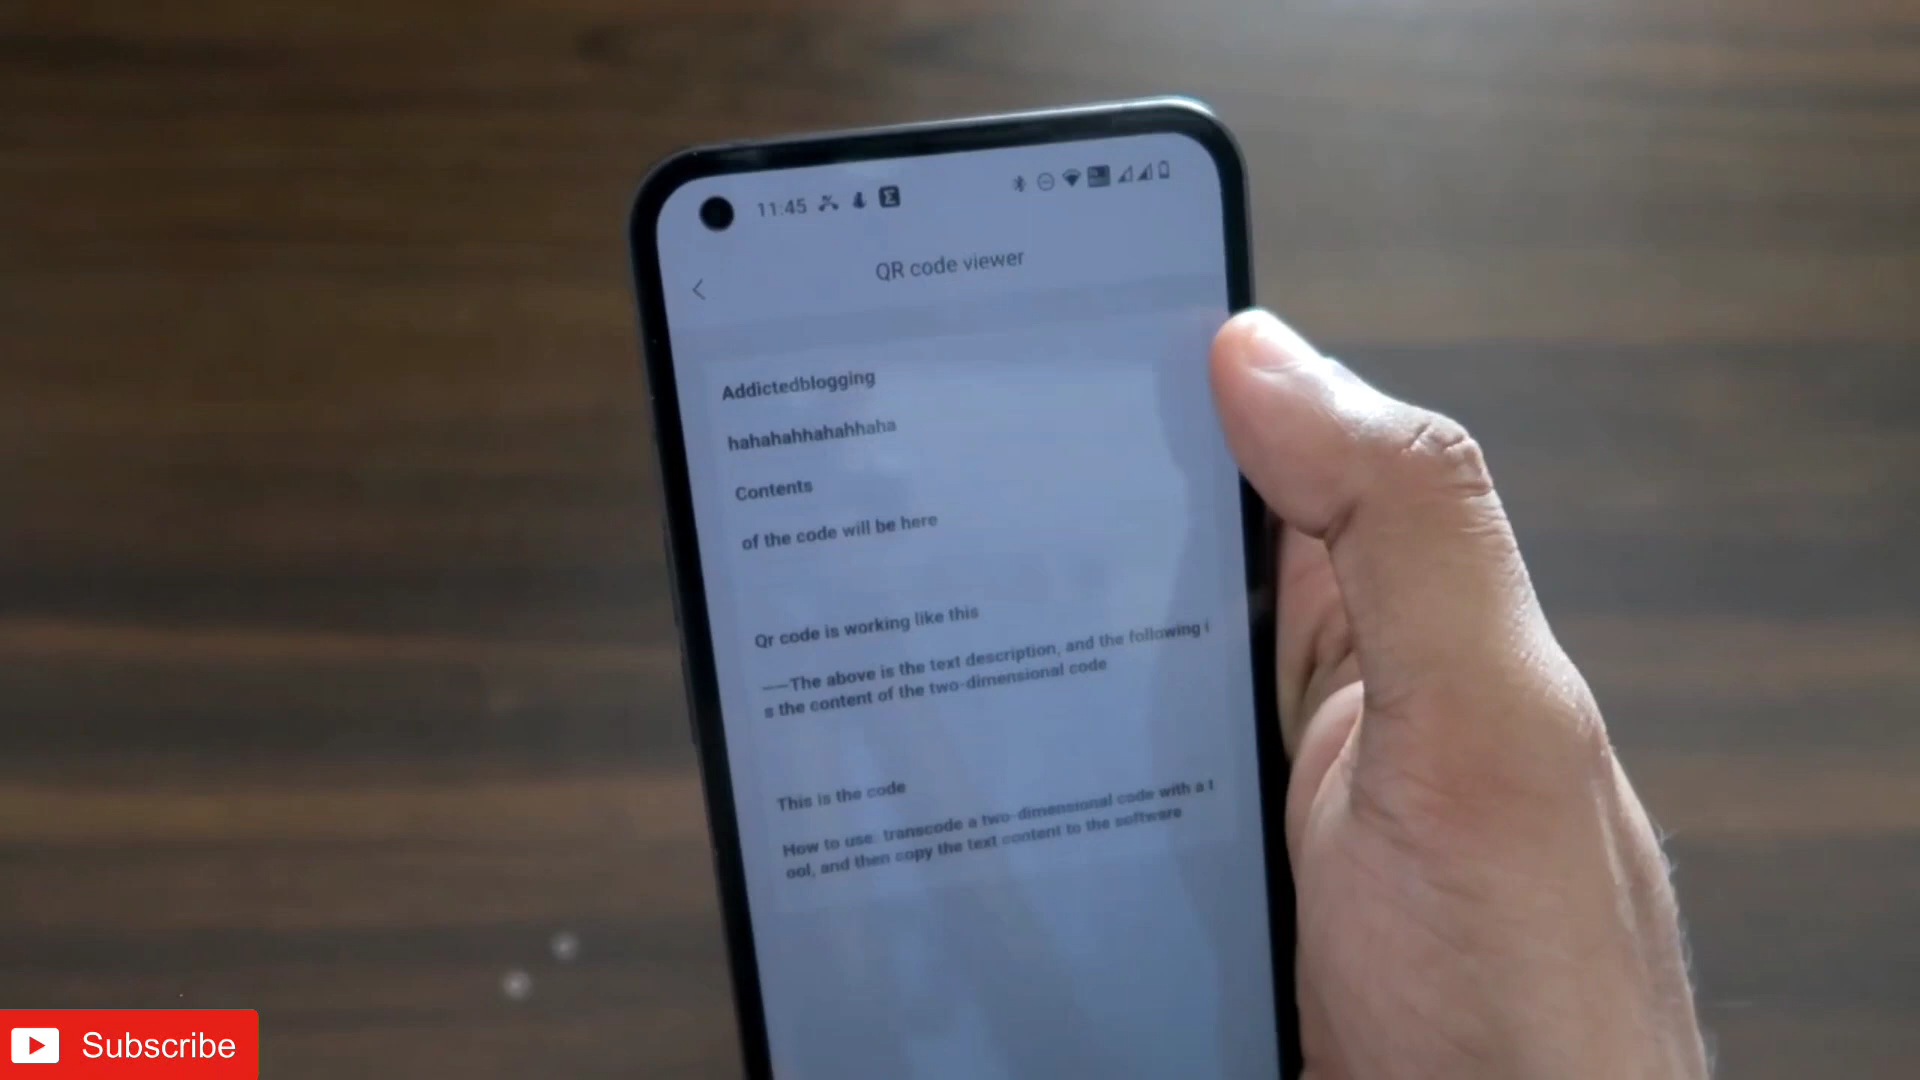 11:45
QR code viewer
Addictedblogging
hahahahhahahhaha
Contents
of the code will be here
Qr code is working like this
——The above is the text description, and the following i
s the content of the two-dimensional code
This is the code
How to use: transcode a two-dimensional code with a t
ool, and then copy the text content to the software
Subscribe